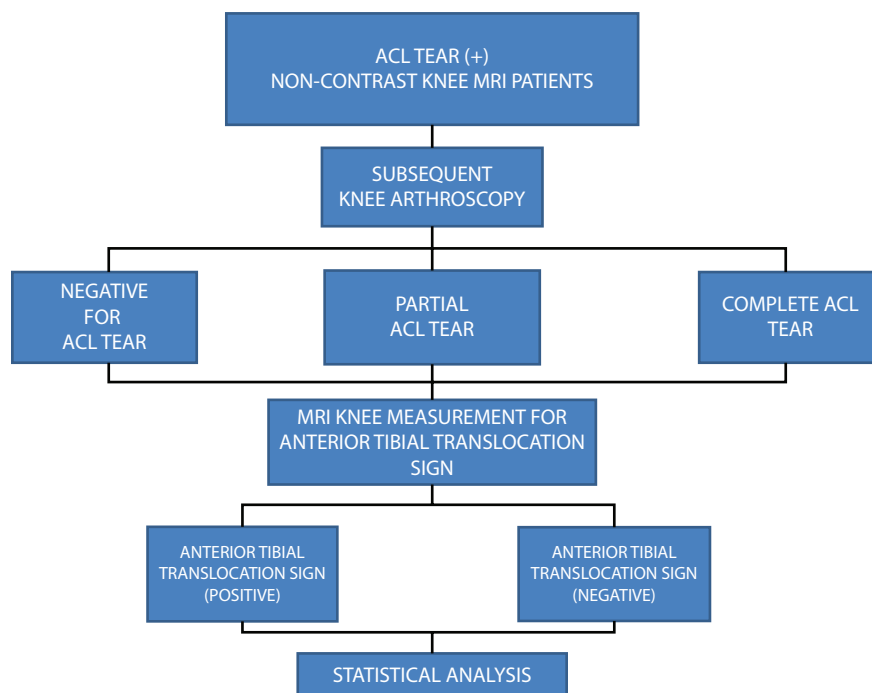 ACL TEAR (+)
NON-CONTRAST KNEE MRI PATIENTS
SUBSEQUENT
KNEE ARTHROSCOPY
NEGATIVE
FOR
ACL TEAR
PARTIAL
ACL TEAR
COMPLETE ACL
TEAR
MRI KNEE MEASUREMENT FOR
ANTERIOR TIBIAL TRANSLOCATION
SIGN
ANTERIOR TIBIAL
TRANSLOCATION SIGN
(POSITIVE)
ANTERIOR TIBIAL
TRANSLOCATION SIGN
(NEGATIVE)
STATISTICAL ANALYSIS